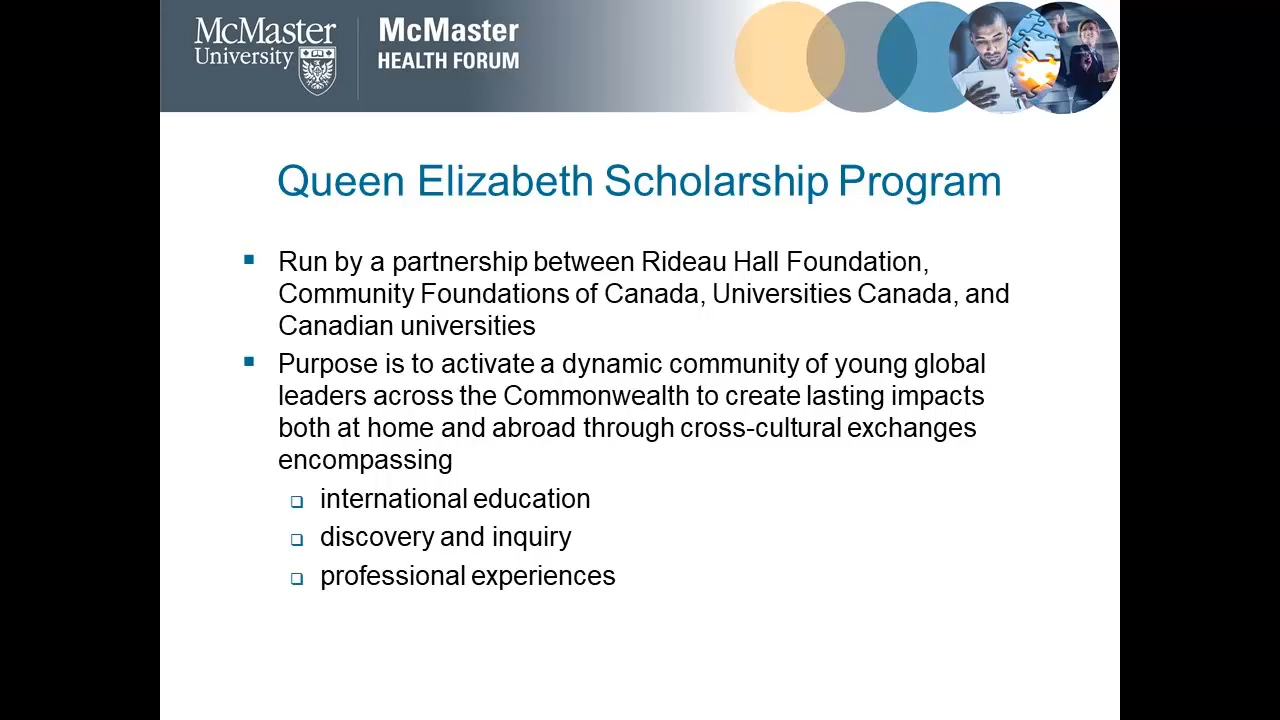 McMaster
University
McMaster
HEALTH FORUM
Queen Elizabeth Scholarship Program
Run by a partnership between Rideau Hall Foundation,
Community Foundations of Canada, Universities Canada, and
Canadian universities
Purpose is to activate a dynamic community of young global
leaders across the Commonwealth to create lasting impacts
both at home and abroad through cross-cultural exchanges
encompassing
international education
discovery and inquiry
professional experiences